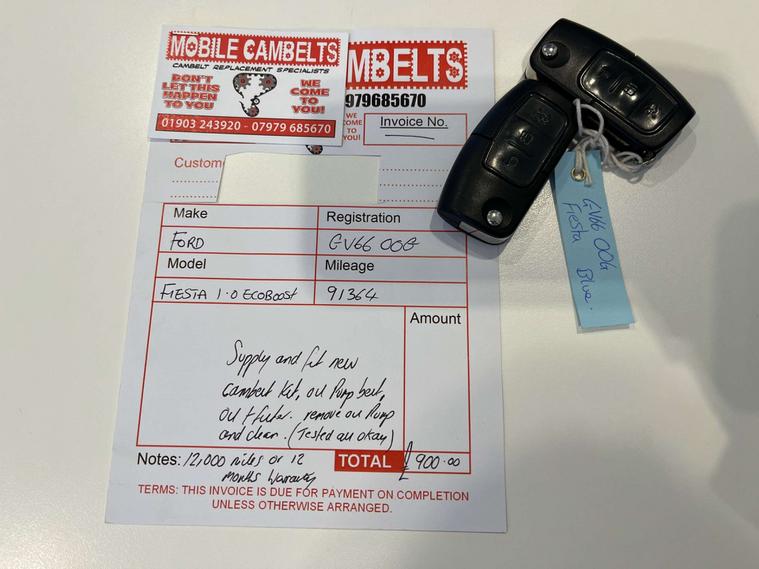 MOBILE CAMBELTS
CAMBELT REPLACEMENT SPECIALISTS
DON'T
LET THIS
HAPPEN
TO YOU
WE
COME
TO
YOU!
01903 243920 - 07979 685670
MBELTS
979685670
WE
COME
TO
YOU!
Invoice No.
Custom
Make
Registration
FORD
GV66 OOG
Model
Mileage
FIESTA 1.0 ECOBOOST
91364
Amount
Supply and fit new
cambelt Kit, oil Pump belt,
oil + filter. remove oil Pump
and clean. (Tested all okay)
Notes: 12,000 miles or 12
months Warranty
TOTAL £900.00
TERMS: THIS INVOICE IS DUE FOR PAYMENT ON COMPLETION
UNLESS OTHERWISE ARRANGED.
GV66 OOG
Fiesta Blue.